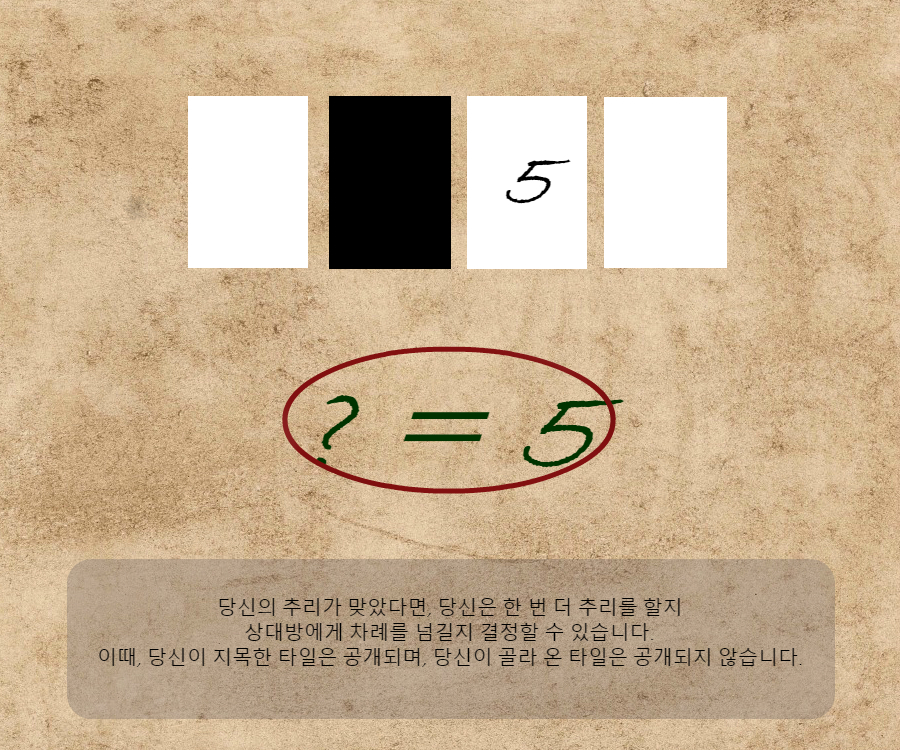 5
? = 5
당신의 추리가 맞았다면, 당신은 한 번 더 추리를 할지
상대방에게 차례를 넘길지 결정할 수 있습니다.
이때, 당신이 지목한 타일은 공개되며, 당신이 골라 온 타일은 공개되지 않습니다.